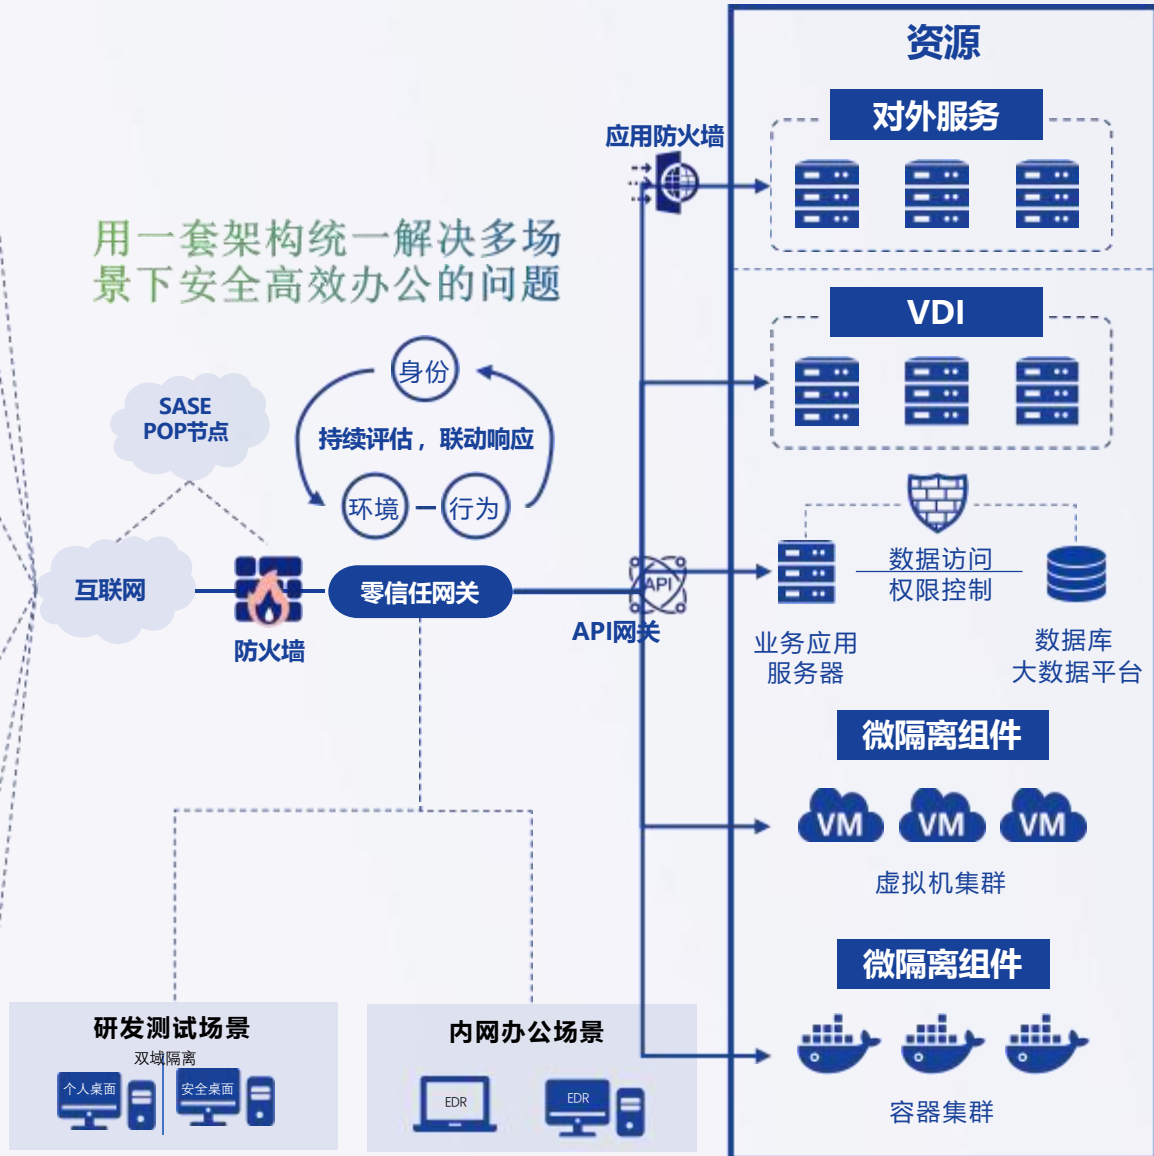 资源
对外服务
应用防火墙
用一套架构统一解决多场
景下安全高效办公的问题
VDI
身份
SASE
POP节点
持续评估，联动响应
环境
行为
数据访问
权限控制
互联网
零信任网关
API
防火墙
API网关
业务应用
服务器
数据库
大数据平台
微隔离组件
VM
VM
VM
虚拟机集群
微隔离组件
容器集群
研发测试场景
双域隔离
个人桌面
安全桌面
内网办公场景
EDR
EDR